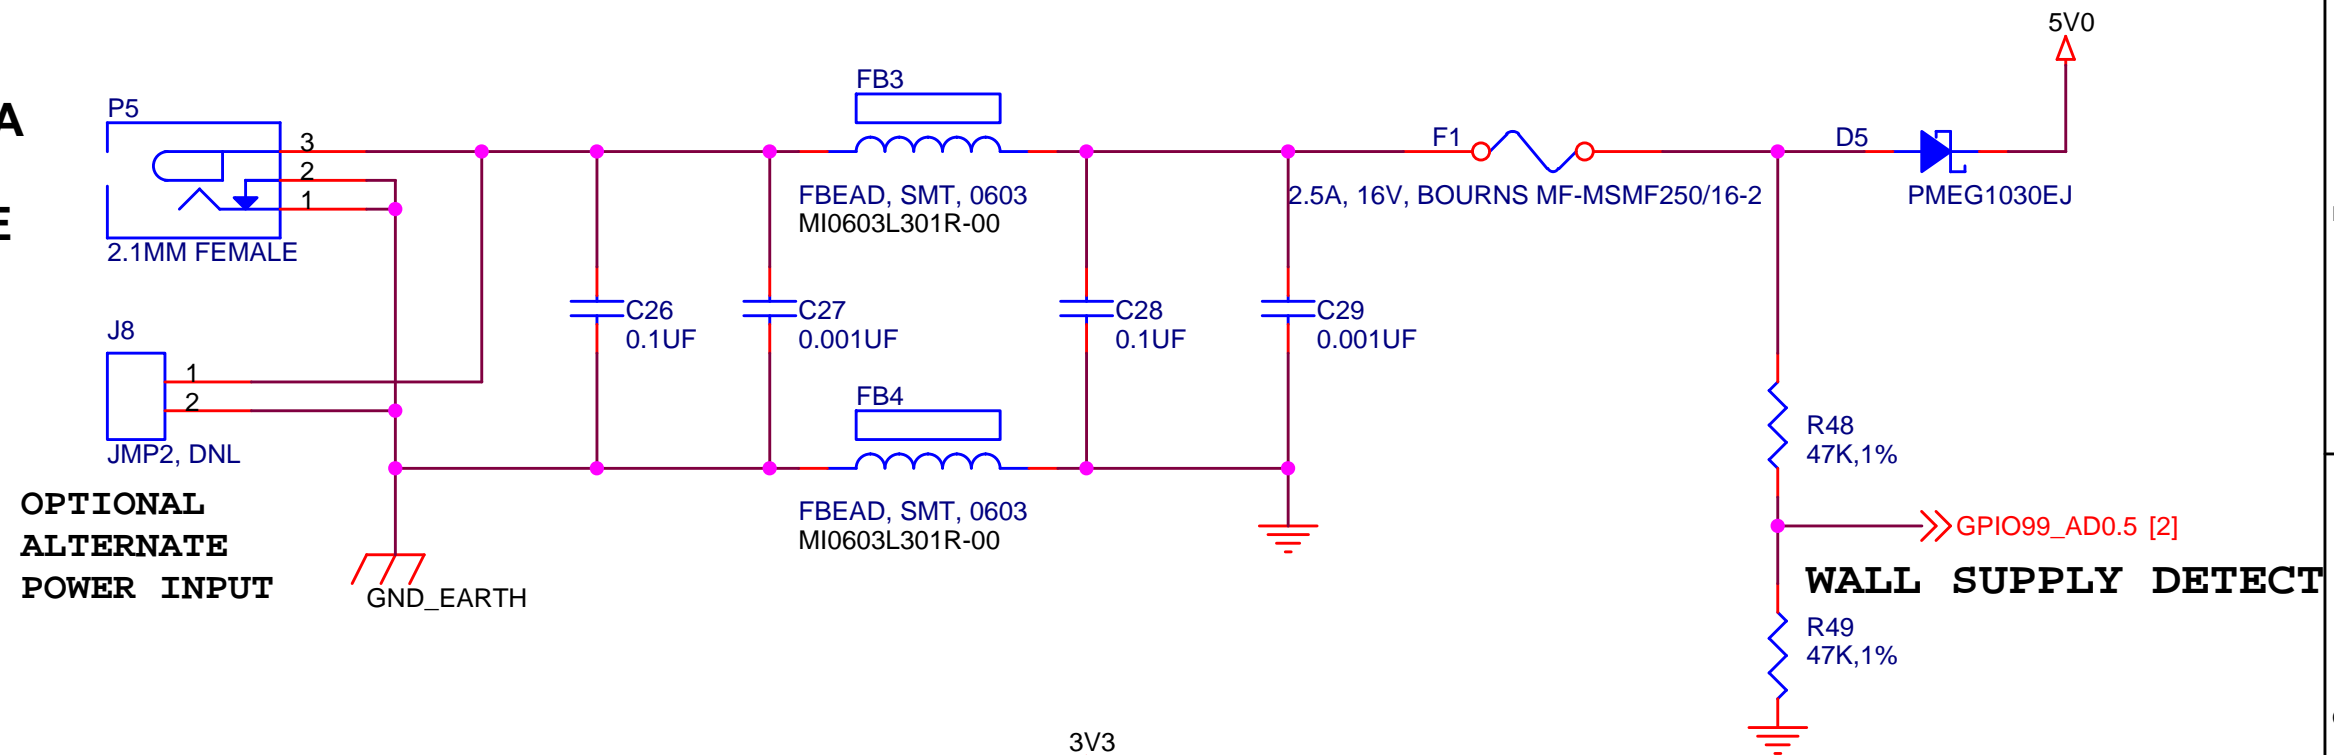 5V0
A
E
P5
3
2
1
2.1MM FEMALE
FB3
FBEAD, SMT, 0603
MI0603L301R-00
F1
2.5A, 16V, BOURNS MF-MSMF250/16-2
D5
PMEG1030EJ
J8
1
2
JMP2, DNL
OPTIONAL
ALTERNATE
POWER INPUT
GND_EARTH
C26
0.1UF
C27
0.001UF
C28
0.1UF
C29
0.001UF
FB4
FBEAD, SMT, 0603
MI0603L301R-00
R48
47K,1%
GPIO99_AD0.5 [2]
WALL SUPPLY DETECT
R49
47K,1%
3V3